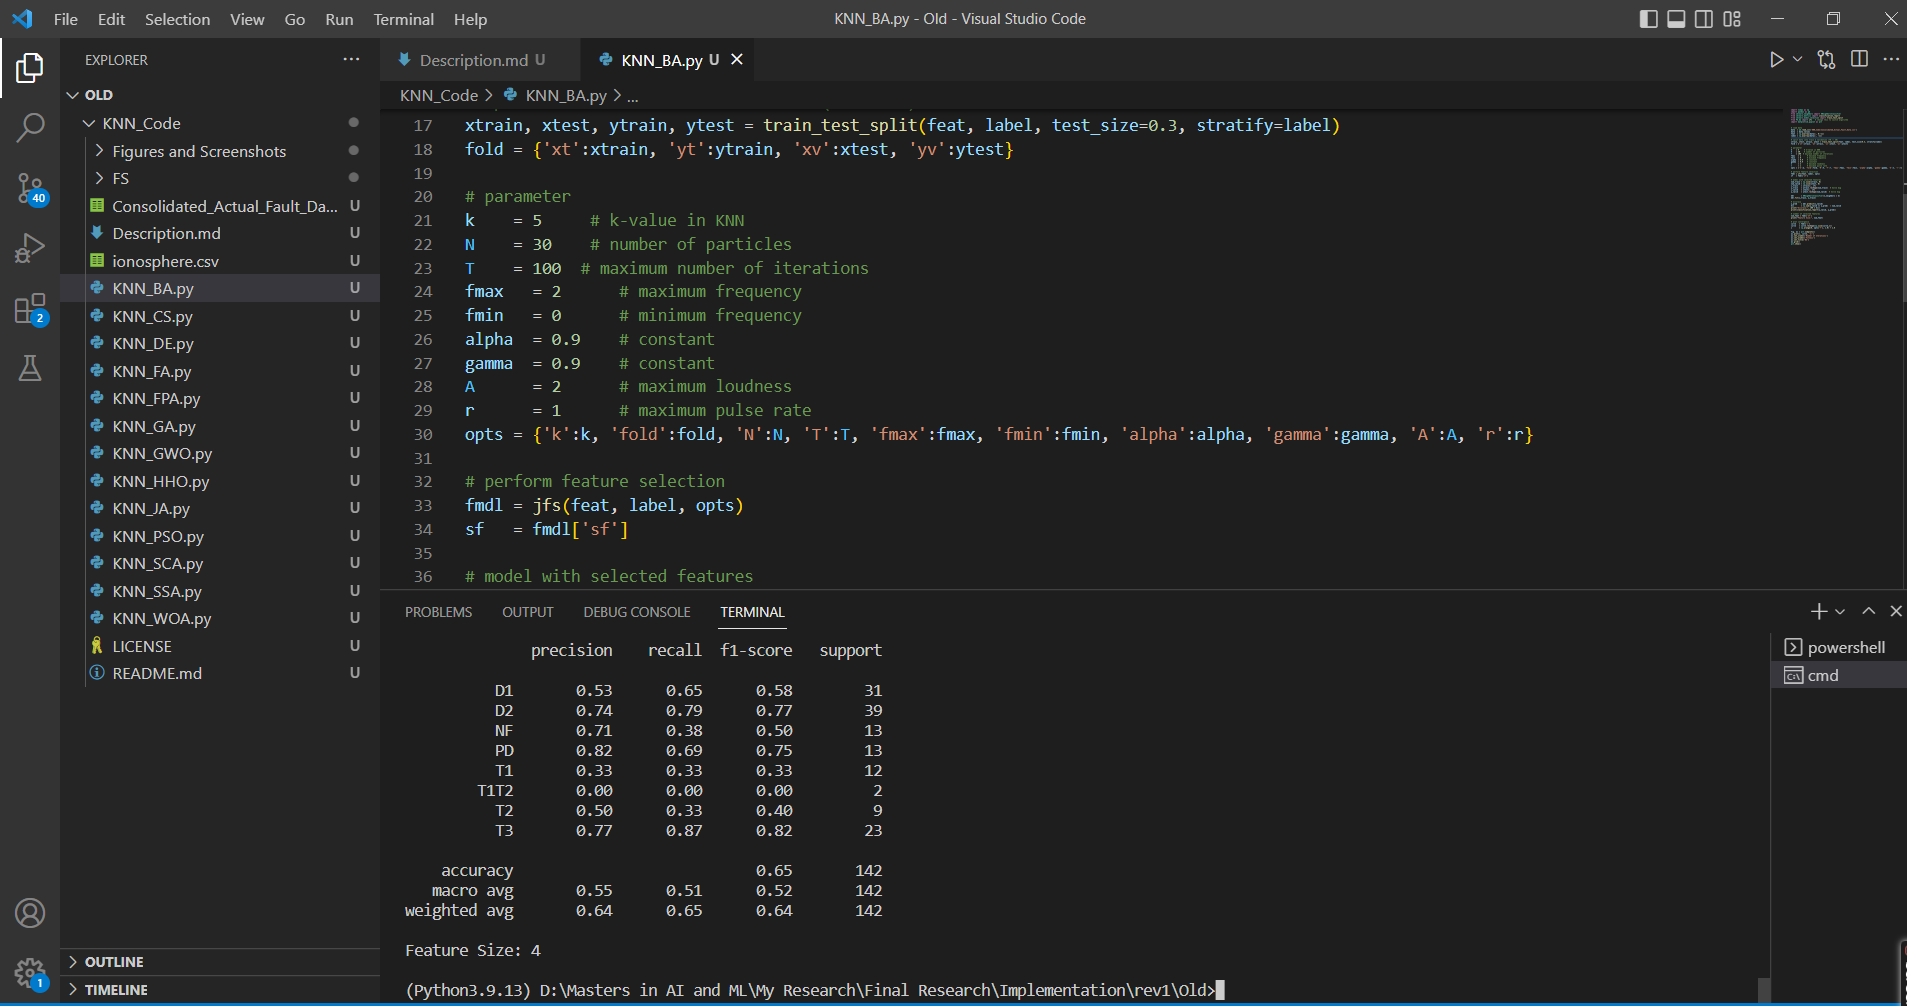 File Edit Selection View Go Run Terminal Help
KNN_BA.py - Old - Visual Studio Code
EXPLORER
Description.md U
KNN_BA.py U
KNN_Code > KNN_BA.py > ...
OLD
KNN_Code
Figures and Screenshots
FS
Consolidated_Actual_Fault_Da... U
Description.md U
ionosphere.csv U
KNN_BA.py U
KNN_CS.py U
KNN_DE.py U
KNN_FA.py U
KNN_FPA.py U
KNN_GA.py U
KNN_GWO.py U
KNN_HHO.py U
KNN_JA.py U
KNN_PSO.py U
KNN_SCA.py U
KNN_SSA.py U
KNN_WOA.py U
LICENSE U
README.md U
OUTLINE
TIMELINE
40
2
1
17 xtrain, xtest, ytrain, ytest = train_test_split(feat, label, test_size=0.3, stratify=label)
18 fold = {'xt':xtrain, 'yt':ytrain, 'xv':xtest, 'yv':ytest}
19
20 # parameter
21 k    = 5     # k-value in KNN
22 N    = 30    # number of particles
23 T    = 100  # maximum number of iterations
24 fmax   = 2      # maximum frequency
25 fmin   = 0      # minimum frequency
26 alpha  = 0.9    # constant
27 gamma  = 0.9    # constant
28 A      = 2      # maximum loudness
29 r      = 1      # maximum pulse rate
30 opts = {'k':k, 'fold':fold, 'N':N, 'T':T, 'fmax':fmax, 'fmin':fmin, 'alpha':alpha, 'gamma':gamma, 'A':A, 'r':r}
31
32 # perform feature selection
33 fmdl = jfs(feat, label, opts)
34 sf   = fmdl['sf']
35
36 # model with selected features
PROBLEMS OUTPUT DEBUG CONSOLE TERMINAL
powershell
cmd
precision recall f1-score support
D1 0.53 0.65 0.58 31
D2 0.74 0.79 0.77 39
NF 0.71 0.38 0.50 13
PD 0.82 0.69 0.75 13
T1 0.33 0.33 0.33 12
T1T2 0.00 0.00 0.00 2
T2 0.50 0.33 0.40 9
T3 0.77 0.87 0.82 23
accuracy 0.65 142
macro avg 0.55 0.51 0.52 142
weighted avg 0.64 0.65 0.64 142
Feature Size: 4
(Python3.9.13) D:\Masters in AI and ML\My Research\Final Research\Implementation\rev1\Old>